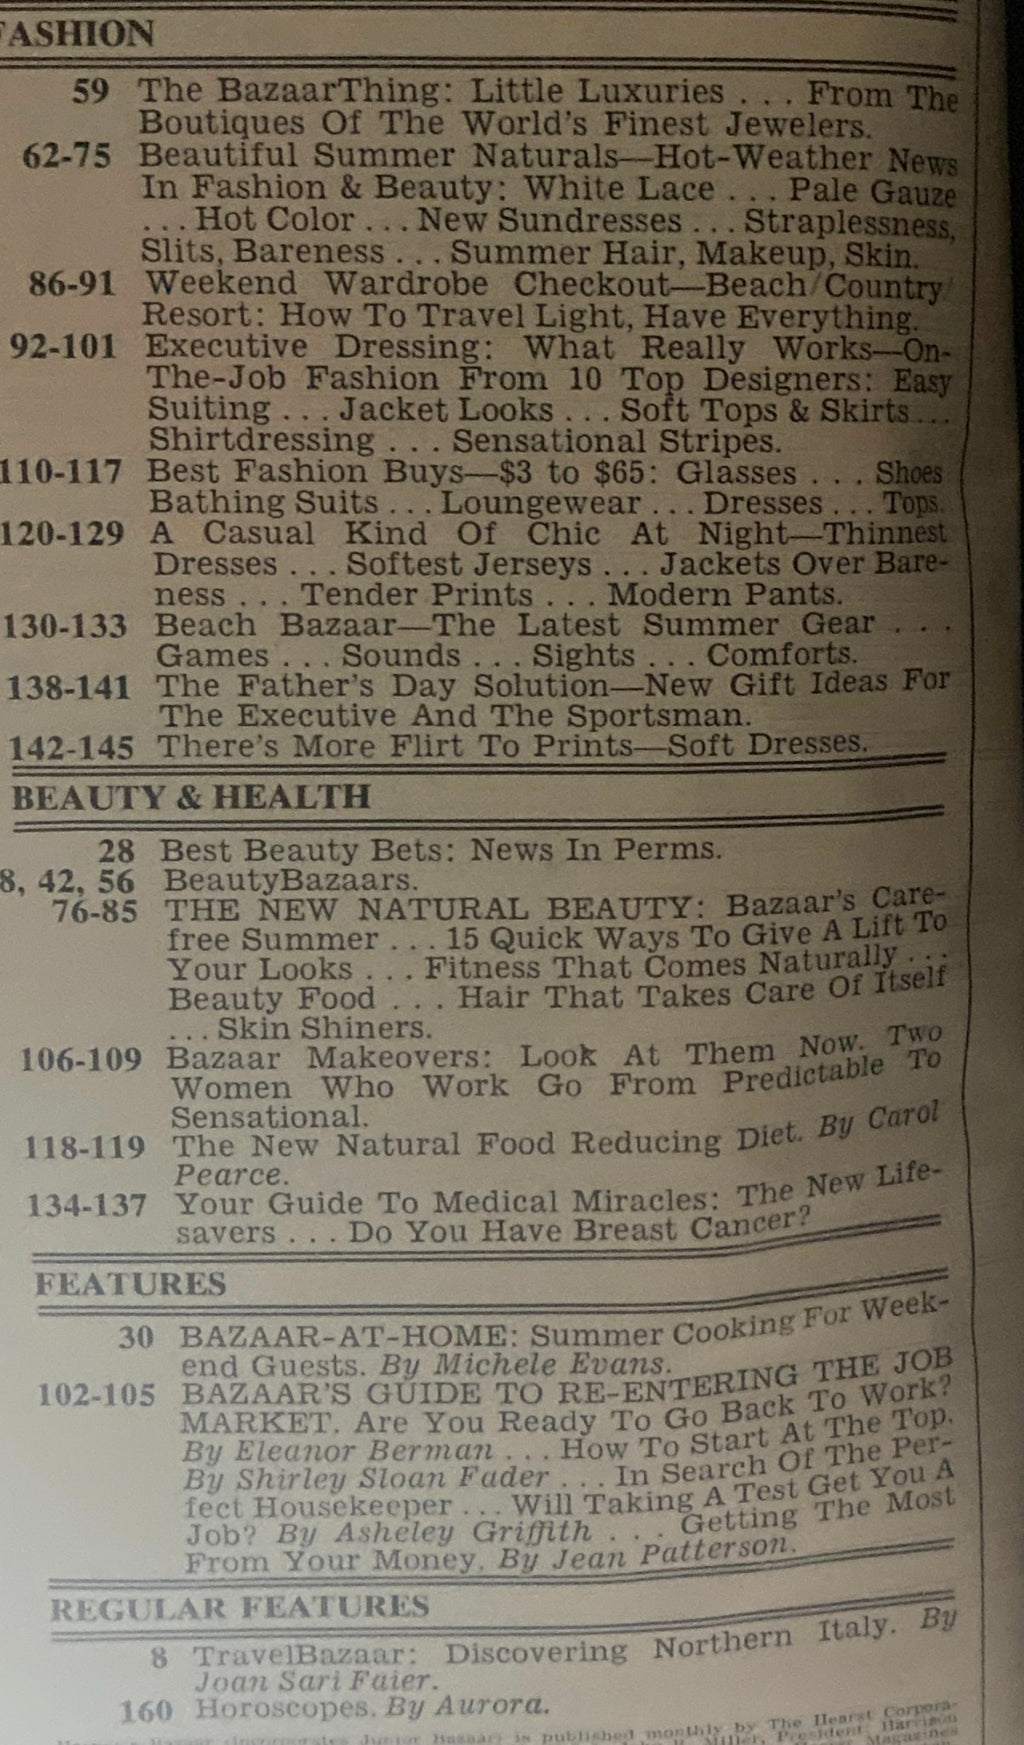 FASHION
59 The BazaarThing: Little Luxuries . . . From The
Boutiques Of The World's Finest Jewelers.
62-75 Beautiful Summer Naturals—Hot-Weather News
In Fashion & Beauty: White Lace . . . Pale Gauze
. . . Hot Color . . . New Sundresses . . . Straplessness,
Slits, Bareness . . . Summer Hair, Makeup, Skin.
86-91 Weekend Wardrobe Checkout—Beach/Country/
Resort: How To Travel Light, Have Everything.
92-101 Executive Dressing: What Really Works—On-
The-Job Fashion From 10 Top Designers: Easy
Suiting . . . Jacket Looks . . . Soft Tops & Skirts . . .
Shirtdressing . . . Sensational Stripes.
110-117 Best Fashion Buys—$3 to $65: Glasses . . . Shoes
Bathing Suits . . . Loungewear . . . Dresses . . . Tops.
120-129 A Casual Kind Of Chic At Night—Thinnest
Dresses . . . Softest Jerseys . . . Jackets Over Bare-
ness . . . Tender Prints . . . Modern Pants.
130-133 Beach Bazaar—The Latest Summer Gear . . .
Games . . . Sounds . . . Sights . . . Comforts.
138-141 The Father's Day Solution—New Gift Ideas For
The Executive And The Sportsman.
142-145 There's More Flirt To Prints—Soft Dresses.
BEAUTY & HEALTH
28 Best Beauty Bets: News In Perms.
8, 42, 56 BeautyBazaars.
76-85 THE NEW NATURAL BEAUTY: Bazaar's Care-
free Summer . . . 15 Quick Ways To Give A Lift To
Your Looks . . . Fitness That Comes Naturally . . .
Beauty Food . . . Hair That Takes Care Of Itself
. . . Skin Shiners.
106-109 Bazaar Makeovers: Look At Them Now. Two
Women Who Work Go From Predictable To
Sensational.
118-119 The New Natural Food Reducing Diet. By Carol
Pearce.
134-137 Your Guide To Medical Miracles: The New Life-
savers . . . Do You Have Breast Cancer?
FEATURES
30 BAZAAR-AT-HOME: Summer Cooking For Week-
end Guests. By Michele Evans.
102-105 BAZAAR'S GUIDE TO RE-ENTERING THE JOB
MARKET. Are You Ready To Go Back To Work?
By Eleanor Berman . . . How To Start At The Top.
By Shirley Sloan Fader . . . In Search Of The Per-
fect Housekeeper . . . Will Taking A Test Get You A
Job? By Asheley Griffith . . . Getting The Most
From Your Money. By Jean Patterson.
REGULAR FEATURES
8 TravelBazaar: Discovering Northern Italy. By
Joan Sari Faier.
160 Horoscopes. By Aurora.
Junior Bazaar) is published monthly by The Hearst Corpora-
Miller, President; Harrison
Magazines